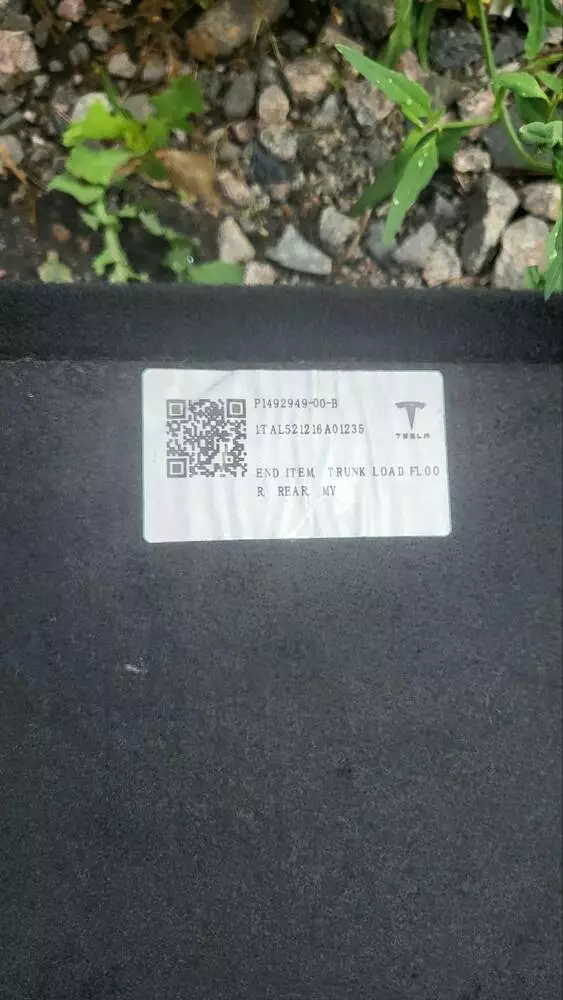 P1492949-00-B
1TAL521216A01235
TESLA
END ITEM, TRUNK LOAD FLOO
R, REAR, MY